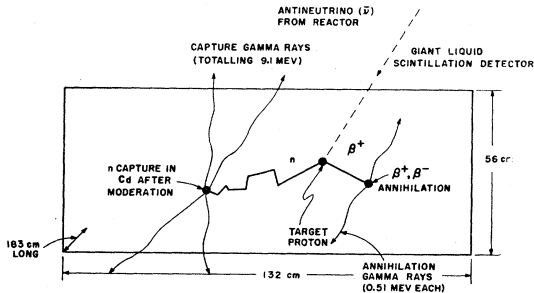 ANTINEUTRINO (ν̄)
FROM REACTOR
CAPTURE GAMMA RAYS
(TOTALLING 9.1 MEV)
GIANT LIQUID
SCINTILLATION DETECTOR
n
β+
56 cm
n CAPTURE IN
Cd AFTER
MODERATION
β+, β−
ANNIHILATION
TARGET
PROTON
183 cm
LONG
132 cm
ANNIHILATION
GAMMA RAYS
(0.51 MEV EACH)